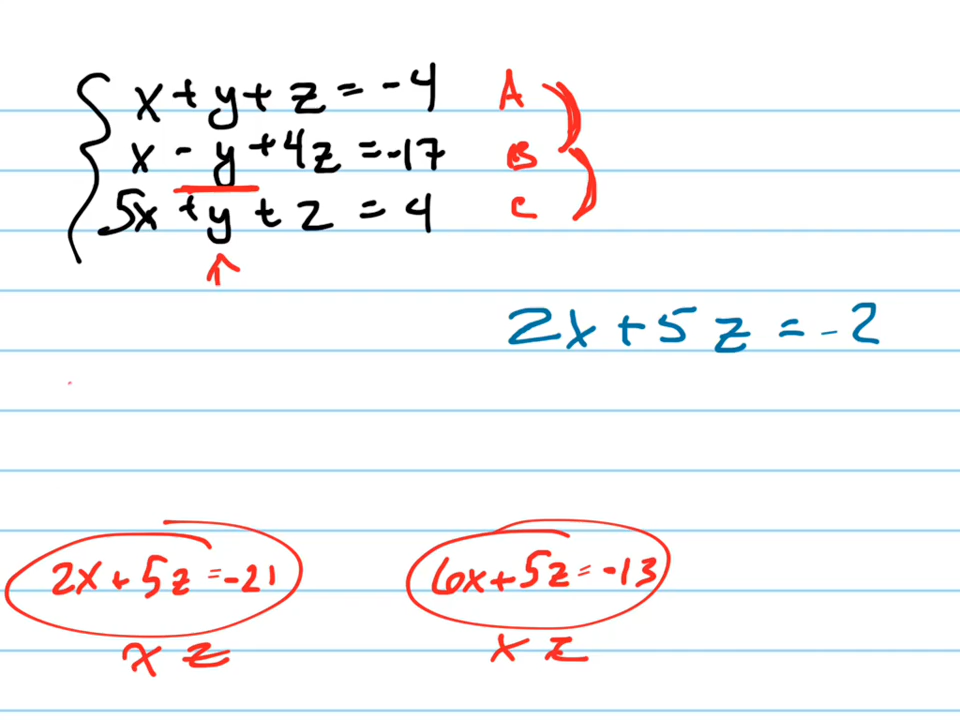 x + y + z = -4 A
x - y + 4z = -17 B
5x + y + z = 4 C
2x + 5z = -2
2x + 5z = -21 6x + 5z = -13
x z x z